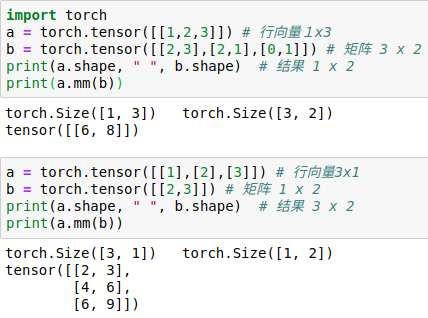 import torch
a = torch.tensor([[1,2,3]]) # 行向量1x3
b = torch.tensor([[2,3],[2,1],[0,1]]) # 矩阵 3 x 2
print(a.shape, " ", b.shape)  # 结果 1 x 2
print(a.mm(b))
torch.Size([1, 3])   torch.Size([3, 2])
tensor([[6, 8]])
a = torch.tensor([[1],[2],[3]]) # 行向量3x1
b = torch.tensor([[2,3]]) # 矩阵 1 x 2
print(a.shape, " ", b.shape)  # 结果 3 x 2
print(a.mm(b))
torch.Size([3, 1])   torch.Size([1, 2])
tensor([[2, 3],
        [4, 6],
        [6, 9]])